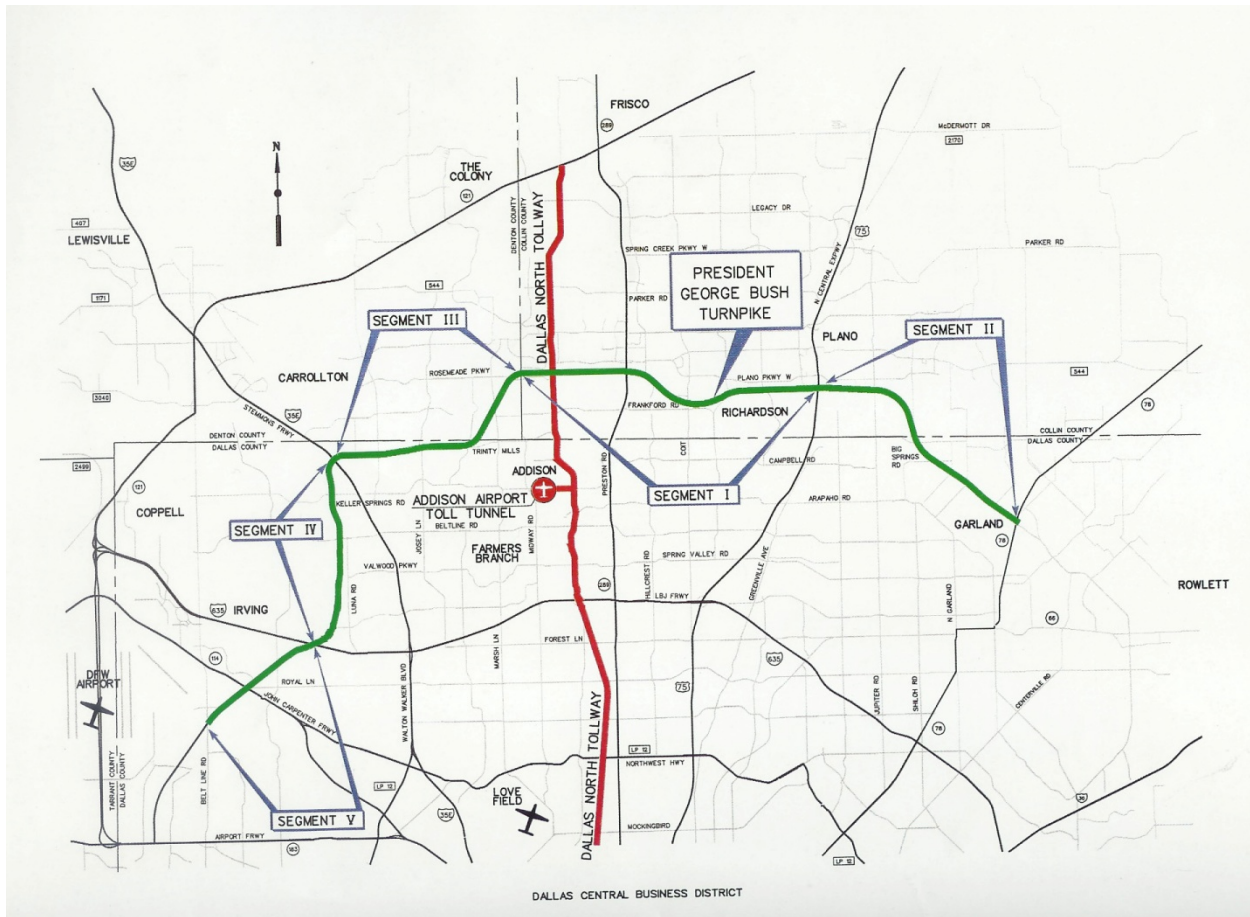 FRISCO
289
McDERMOTT DR
2170
N
35E
THE
COLONY
121
DENTON COUNTY
COLLIN COUNTY
DALLAS NORTH TOLLWAY
LEGACY DR
407
LEWISVILLE
75
PARKER RD
SPRING CREEK PKWY W
N CENTRAL EXPWY
PRESIDENT
GEORGE BUSH
TURNPIKE
544
1171
PARKER RD
SEGMENT III
SEGMENT II
PLANO
CARROLLTON
ROSEMEADE PKWY
PLANO PKWY W
544
3040
STEMMONS FRWY
35E
FRANKFORD RD
RICHARDSON
78
DENTON COUNTY
DALLAS COUNTY
COLLIN COUNTY
DALLAS COUNTY
TRINITY MILLS
PRESTON RD
COIT
BIG
SPRINGS
RD
CAMPBELL RD
2499
ADDISON
121
SEGMENT I
ARAPAHO RD
KELLER SPRINGS RD
ADDISON AIRPORT
TOLL TUNNEL
COPPELL
JOSEY LN
BELTLINE RD
MIDWAY RD
GARLAND
SEGMENT IV
78
FARMERS
BRANCH
HILLCREST RD
SPRING VALLEY RD
GREENVILLE AVE
VALWOOD PKWY
289
ROWLETT
LUNA RD
LBJ FRWY
635
IRVING
N GARLAND
66
MARSH LN
FOREST LN
114
635
DFW
AIRPORT
ROYAL LN
75
JOHN CARPENTER FRWY
WALTON WALKER BLVD
JUPITER RD
SHILOH RD
CENTERVILLE RD
78
TARRANT COUNTY
DALLAS COUNTY
BELT LINE RD
LP 12
NORTHWEST HWY
LP 12
DALLAS NORTH TOLLWAY
LOVE
FIELD
30
SEGMENT V
35E
MOCKINGBIRD
AIRPORT FRWY
183
LP 12
DALLAS CENTRAL BUSINESS DISTRICT